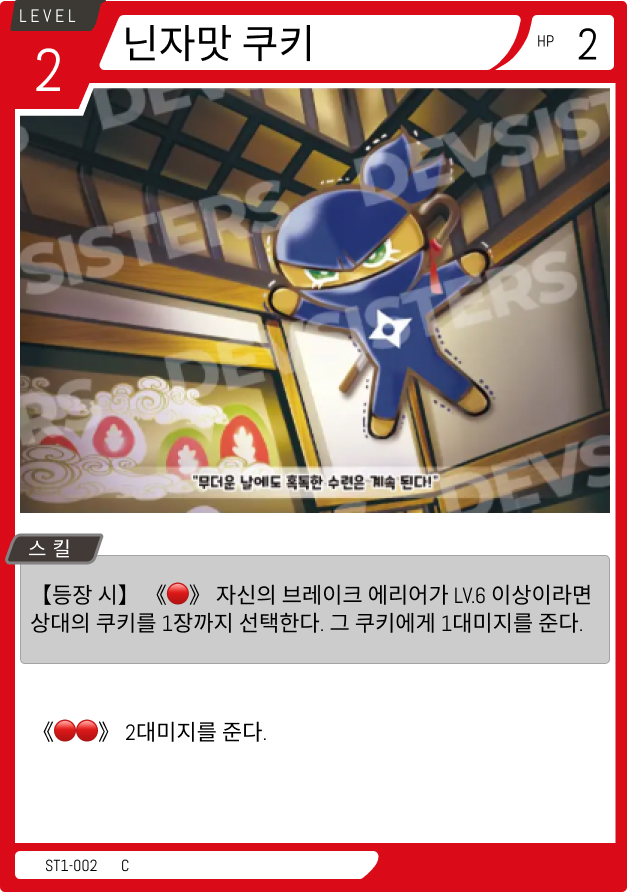 LEVEL
2
닌자맛 쿠키
HP 2
DEVSISTERS
DEVSISTERS
DEVSISTERS
DEVSISTERS
"무더운 날에도 혹독한 수련은 계속 된다!"
스킬
【등장 시】 《🔴》 자신의 브레이크 에리어가 LV.6 이상이라면
상대의 쿠키를 1장까지 선택한다. 그 쿠키에게 1대미지를 준다.
《🔴🔴》 2대미지를 준다.
ST1-002 C